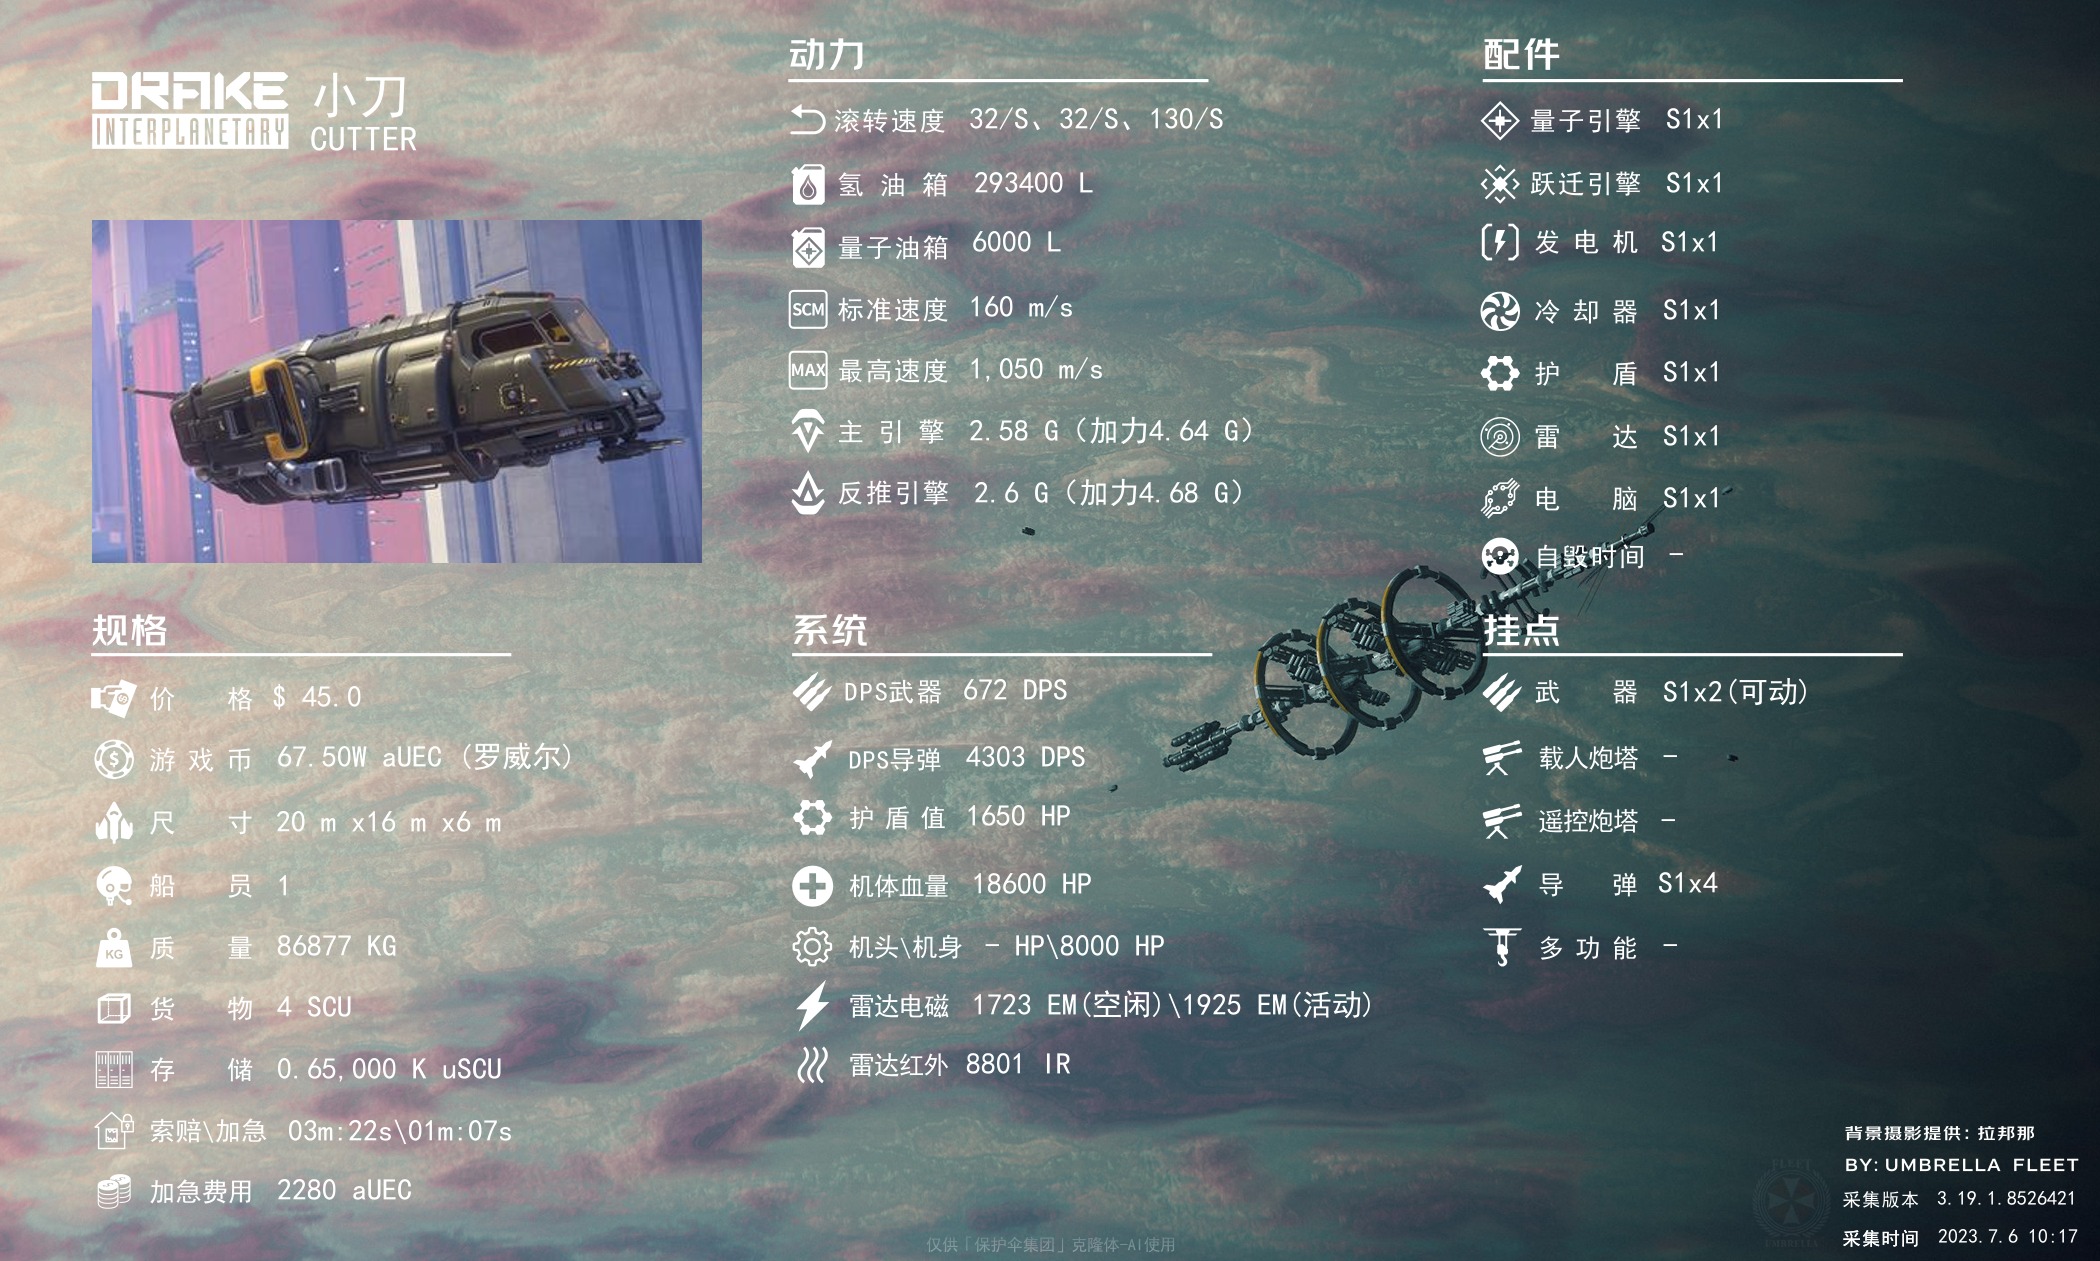 DRAKE
INTERPLANETARY
小刀
CUTTER
动力
滚转速度 32/S、32/S、130/S
氢油箱 293400 L
量子油箱 6000 L
SCM 标准速度 160 m/s
MAX 最高速度 1,050 m/s
主引擎 2.58 G（加力4.64 G）
反推引擎 2.6 G（加力4.68 G）
配件
量子引擎 S1x1
跃迁引擎 S1x1
发电机 S1x1
冷却器 S1x1
护盾 S1x1
雷达 S1x1
电脑 S1x1
自毁时间 -
规格
价格 $ 45.0
游戏币 67.50W aUEC (罗威尔)
尺寸 20 m x16 m x6 m
船员 1
KG 质量 86877 KG
货物 4 SCU
存储 0.65,000 K uSCU
索赔\加急 03m:22s\01m:07s
加急费用 2280 aUEC
系统
DPS武器 672 DPS
DPS导弹 4303 DPS
护盾值 1650 HP
机体血量 18600 HP
机头\机身 - HP\8000 HP
雷达电磁 1723 EM(空闲)\1925 EM(活动)
雷达红外 8801 IR
挂点
武器 S1x2(可动)
载人炮塔 -
遥控炮塔 -
导弹 S1x4
多功能 -
背景摄影提供：拉邦那
BY: UMBRELLA FLEET
采集版本 3.19.1.8526421
采集时间 2023.7.6 10:17
FLEET
UMBRELLA
仅供「保护伞集团」克隆体-AI使用